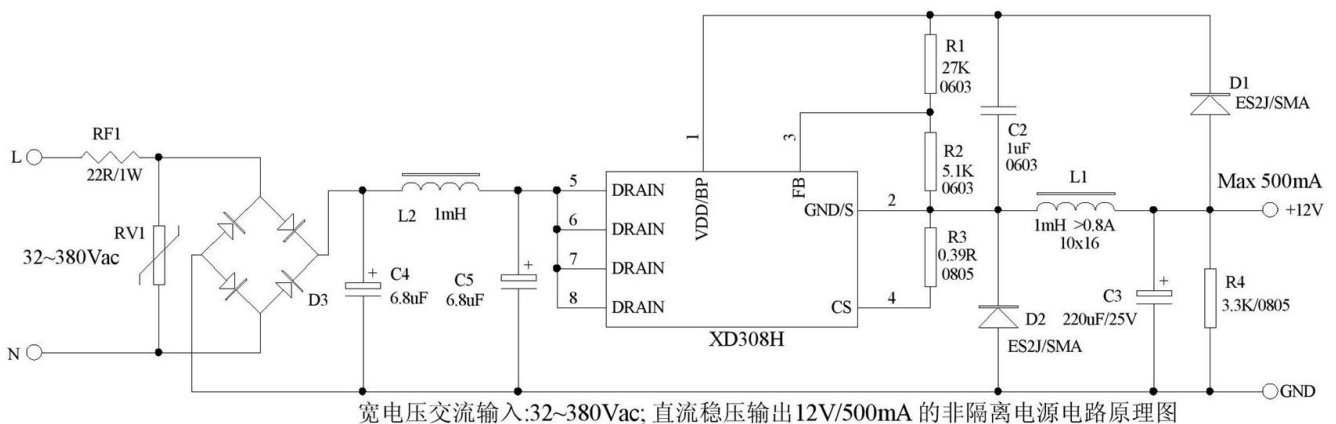 R1
27K
0603
D1
ES2J/SMA
RF1
L
22R/1W
1
3
C2
1uF
0603
R2
5.1K
0603
L1
Max 500mA
+12V
1mH >0.8A
10x16
5
DRAIN
VDD/BP
FB
GND/S
2
L2
1mH
6
DRAIN
RV1
32~380Vac
R3
0.39R
0805
7
DRAIN
C4
6.8uF
C5
6.8uF
D3
8
DRAIN
CS
4
C3
220uF/25V
R4
3.3K/0805
D2
ES2J/SMA
XD308H
N
GND
宽电压交流输入:32~380Vac; 直流稳压输出12V/500mA 的非隔离电源电路原理图
+
+
+